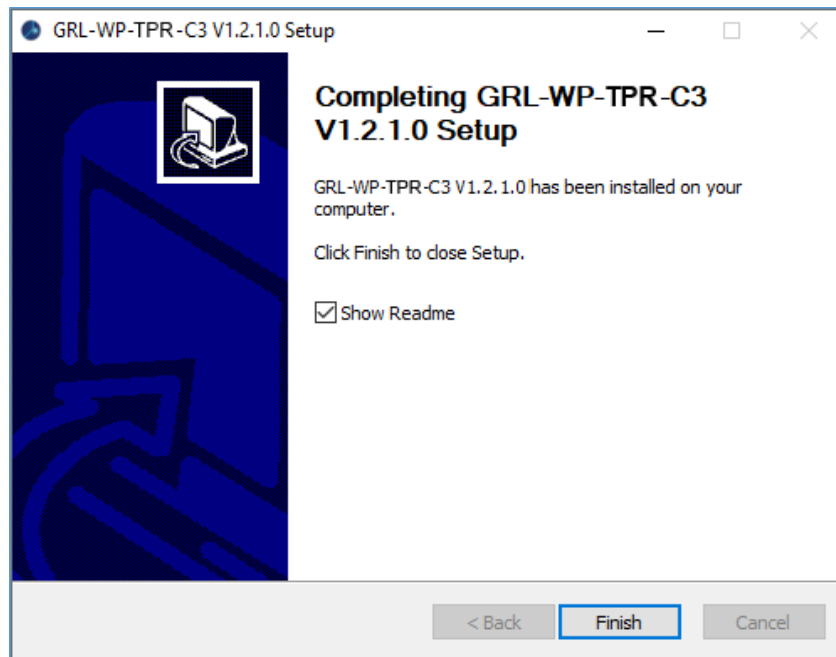 GRL-WP-TPR-C3 V1.2.1.0 Setup
Completing GRL-WP-TPR-C3
V1.2.1.0 Setup
GRL-WP-TPR-C3 V1.2.1.0 has been installed on your
computer.
Click Finish to close Setup.
Show Readme
< Back
Finish
Cancel